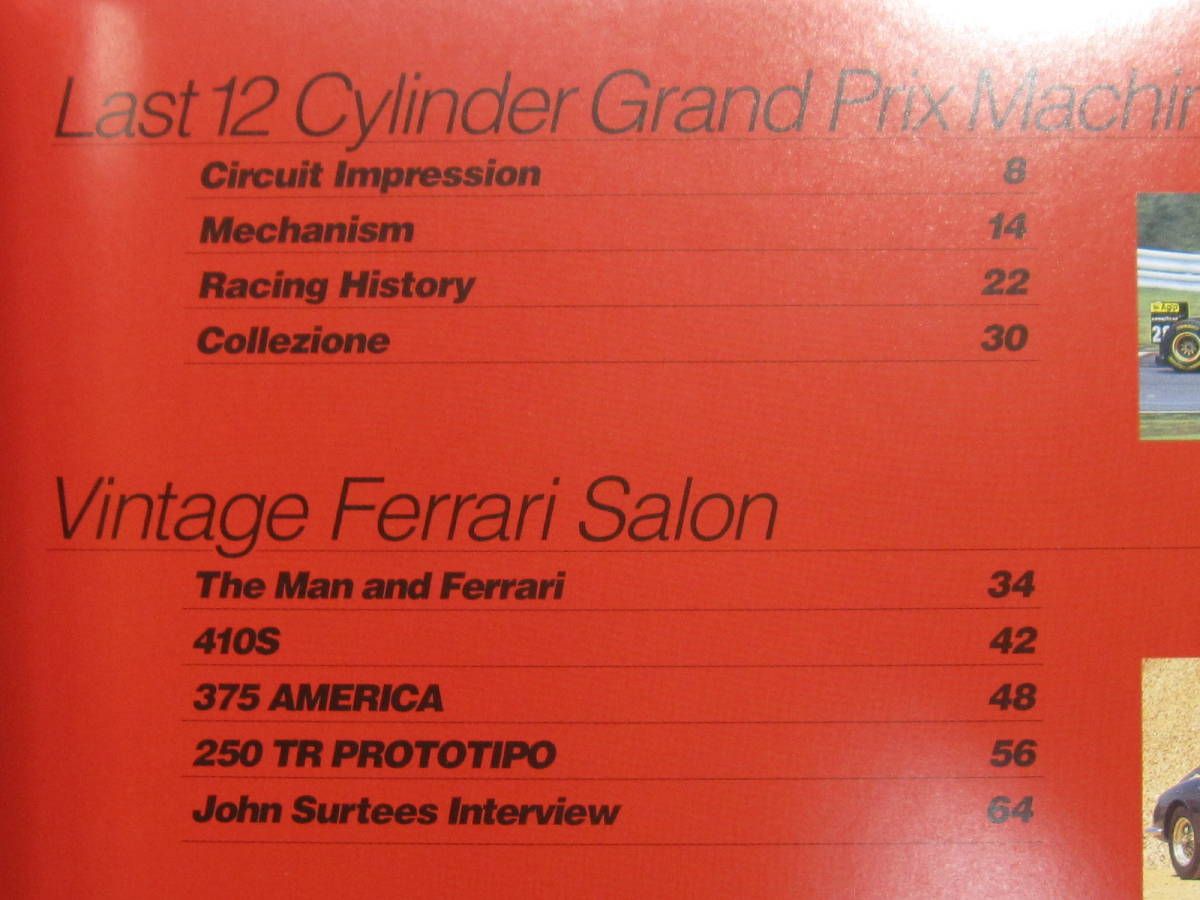 Last 12 Cylinder Grand Prix Machin
Circuit Impression 8
Mechanism 14
Racing History 22
Collezione 30
Vintage Ferrari Salon
The Man and Ferrari 34
410S 42
375 AMERICA 48
250 TR PROTOTIPO 56
John Surtees Interview 64